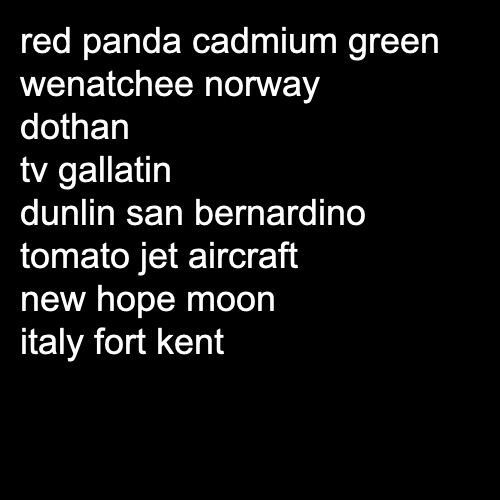 red panda cadmium green
wenatchee norway
dothan
tv gallatin
dunlin san bernardino
tomato jet aircraft
new hope moon
italy fort kent